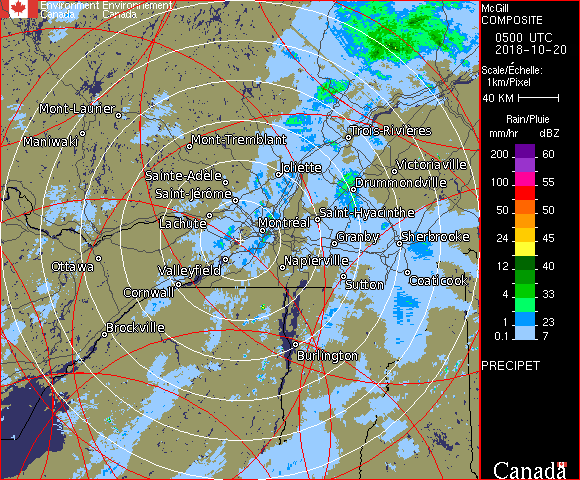 Environment Environnement
Canada Canada
McGill
COMPOSITE
0500 UTC
2018-10-20
Scale/Échelle:
1km/Pixel
40 KM
Rain/Pluie
mm/hr dBZ
200 60
100 55
50 50
24 45
12 40
4 33
1 23
0.1 7
PRECIPET
Canada
Mont-Laurier
Maniwaki
Mont-Tremblant
Trois-Rivières
Joliette
Victoriaville
Sainte-Adèle
Drummondville
Saint-Jérôme
Lachute
Saint-Hyacinthe
Montréal
Granby
Sherbrooke
Ottawa
Valleyfield
Napierville
Coaticook
Cornwall
Sutton
Brockville
Burlington